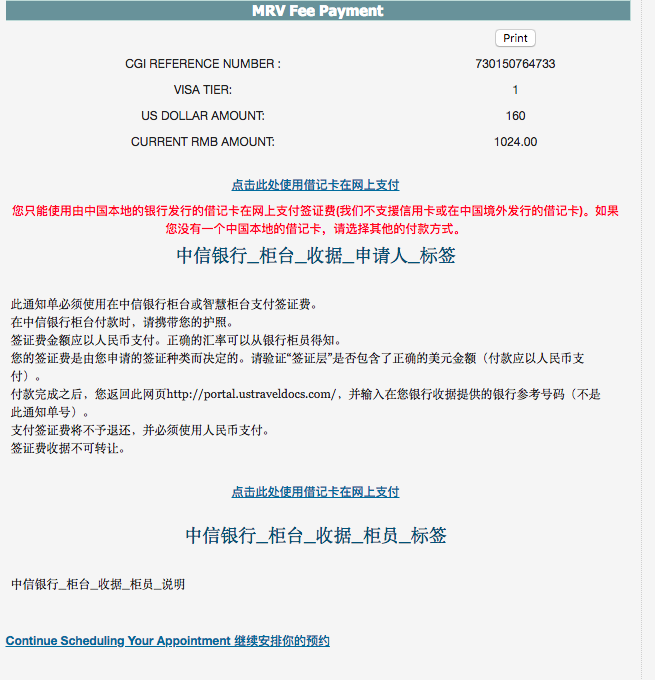 MRV Fee Payment
Print
CGI REFERENCE NUMBER : 730150764733
VISA TIER: 1
US DOLLAR AMOUNT: 160
CURRENT RMB AMOUNT: 1024.00
点击此处使用借记卡在网上支付
您只能使用由中国本地的银行发行的借记卡在网上支付签证费(我们不支援信用卡或在中国境外发行的借记卡)。如果
您没有一个中国本地的借记卡，请选择其他的付款方式。
中信银行_柜台_收据_申请人_标签
此通知单必须使用在中信银行柜台或智慧柜台支付签证费。
在中信银行柜台付款时，请携带您的护照。
签证费金额应以人民币支付。正确的汇率可以从银行柜员得知。
您的签证费是由您申请的签证种类而决定的。请验证“签证层”是否包含了正确的美元金额（付款应以人民币支
付）。
付款完成之后，您返回此网页http://portal.ustraveldocs.com/，并输入在您银行收据提供的银行参考号码（不是
此通知单号）。
支付签证费将不予退还，并必须使用人民币支付。
签证费收据不可转让。
点击此处使用借记卡在网上支付
中信银行_柜台_收据_柜员_标签
中信银行_柜台_收据_柜员_说明
Continue Scheduling Your Appointment 继续安排你的预约